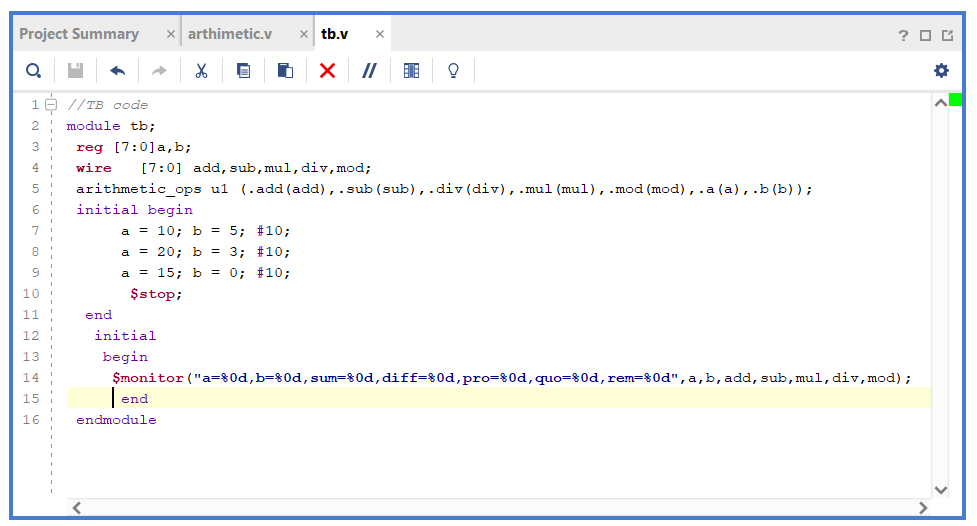 Project Summary × arthimetic.v × tb.v ×
?
1 //TB code
2 module tb;
3 reg [7:0]a,b;
4 wire [7:0] add,sub,mul,div,mod;
5 arithmetic_ops u1 (.add(add),.sub(sub),.div(div),.mul(mul),.mod(mod),.a(a),.b(b));
6 initial begin
7 a = 10; b = 5; #10;
8 a = 20; b = 3; #10;
9 a = 15; b = 0; #10;
10 $stop;
11 end
12 initial
13 begin
14 $monitor("a=%0d,b=%0d,sum=%0d,diff=%0d,pro=%0d,quo=%0d,rem=%0d",a,b,add,sub,mul,div,mod);
15 end
16 endmodule